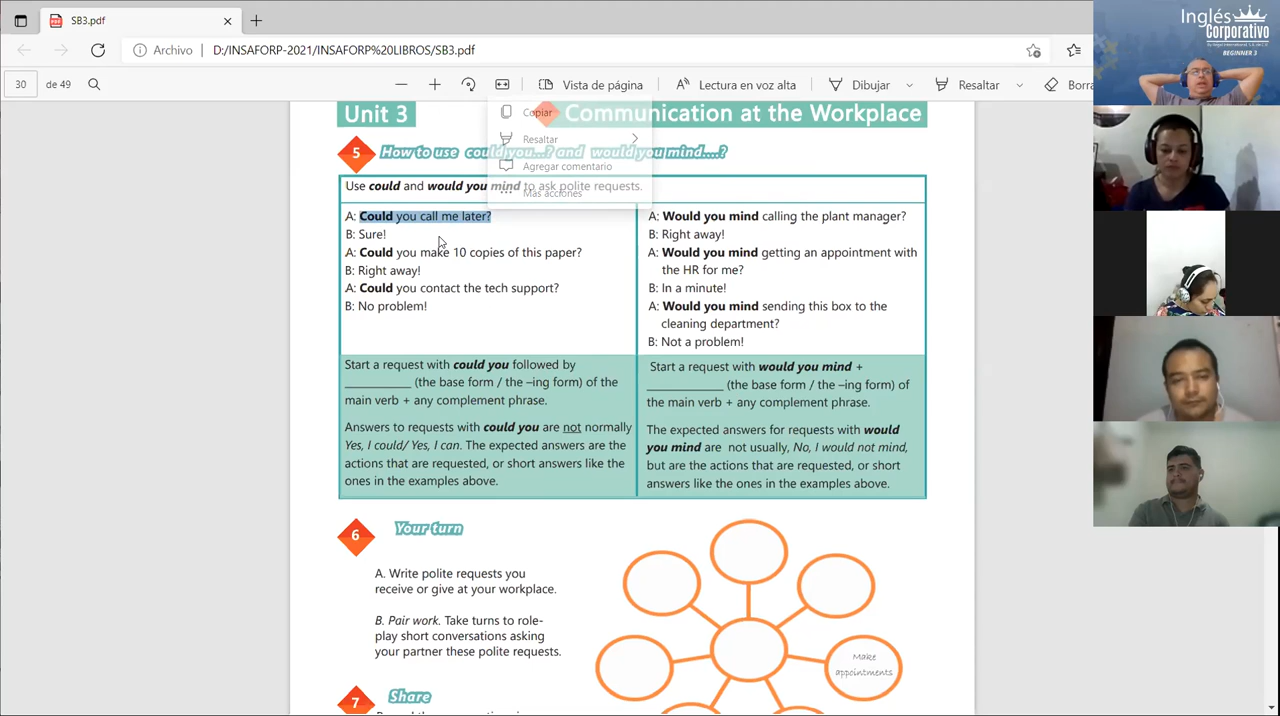 SB3.pdf
Archivo
D:/INSAFORP-2021/INSAFORP%20LIBROS/SB3.pdf
30 de 49
Vista de página
Lectura en voz alta
Dibujar
Resaltar
Borra
Inglés
Corporativo
BEGINNER 3
Copiar
Resaltar
Agregar comentario
Más acciones
Unit 3
Communication at the Workplace
5
How to use could you...? and would you mind....?
Use could and would you mind to ask polite requests.
A: Could you call me later?
B: Sure!
A: Could you make 10 copies of this paper?
B: Right away!
A: Could you contact the tech support?
B: No problem!
A: Would you mind calling the plant manager?
B: Right away!
A: Would you mind getting an appointment with
the HR for me?
B: In a minute!
A: Would you mind sending this box to the
cleaning department?
B: Not a problem!
Start a request with could you followed by
___________ (the base form / the –ing form) of the
main verb + any complement phrase.
Answers to requests with could you are not normally
Yes, I could/ Yes, I can. The expected answers are the
actions that are requested, or short answers like the
ones in the examples above.
Start a request with would you mind +
____________ (the base form / the –ing form) of
the main verb + any complement phrase.
The expected answers for requests with would
you mind are not usually, No, I would not mind,
but are the actions that are requested, or short
answers like the ones in the examples above.
6
Your turn
A. Write polite requests you
receive or give at your workplace.
B. Pair work. Take turns to role-
play short conversations asking
your partner these polite requests.
Make
appointments
7
Share